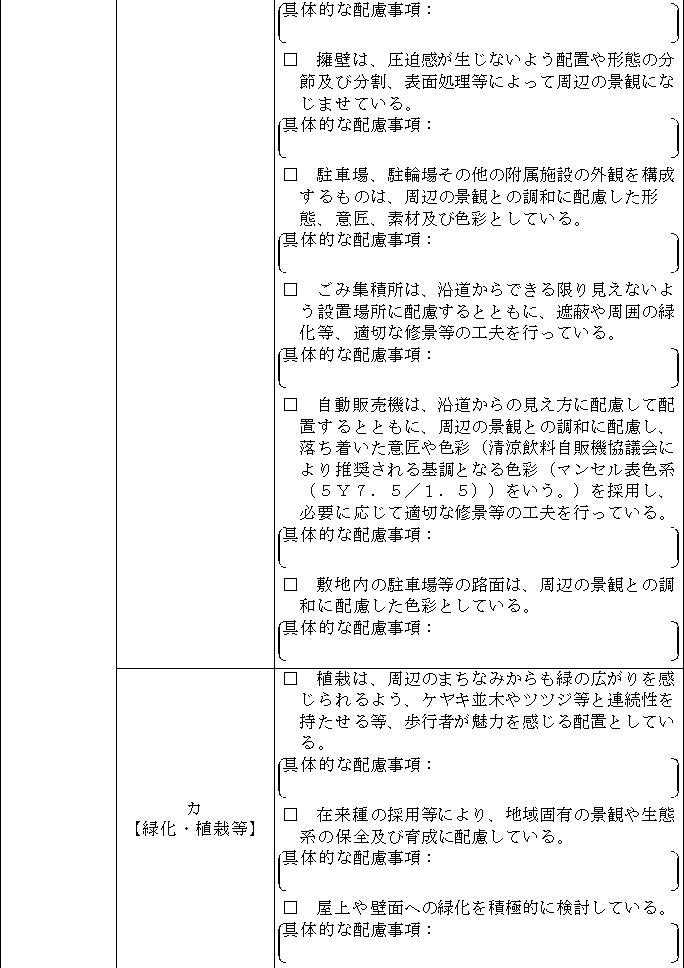 具体的な配慮事項：
□　擁壁は、圧迫感が生じないよう配置や形態の分
節及び分割、表面処理等によって周辺の景観にな
じませている。
具体的な配慮事項：
□　駐車場、駐輪場その他の附属施設の外観を構成
するものは、周辺の景観との調和に配慮した形
態、意匠、素材及び色彩としている。
具体的な配慮事項：
□　ごみ集積所は、沿道からできる限り見えないよ
う設置場所に配慮するとともに、遮蔽や周囲の緑
化等、適切な修景等の工夫を行っている。
具体的な配慮事項：
□　自動販売機は、沿道からの見え方に配慮して配
置するとともに、周辺の景観との調和に配慮し、
落ち着いた意匠や色彩（清涼飲料自販機協議会に
より推奨される基調となる色彩（マンセル表色系
（５Ｙ７．５／１．５））をいう。）を採用し、
必要に応じて適切な修景等の工夫を行っている。
具体的な配慮事項：
□　敷地内の駐車場等の路面は、周辺の景観との調
和に配慮した色彩としている。
具体的な配慮事項：
カ
【緑化・植栽等】
□　植栽は、周辺のまちなみからも緑の広がりを感
じられるよう、ケヤキ並木やツツジ等と連続性を
持たせる等、歩行者が魅力を感じる配置としてい
る。
具体的な配慮事項：
□　在来種の採用等により、地域固有の景観や生態
系の保全及び育成に配慮している。
具体的な配慮事項：
□　屋上や壁面への緑化を積極的に検討している。
具体的な配慮事項：